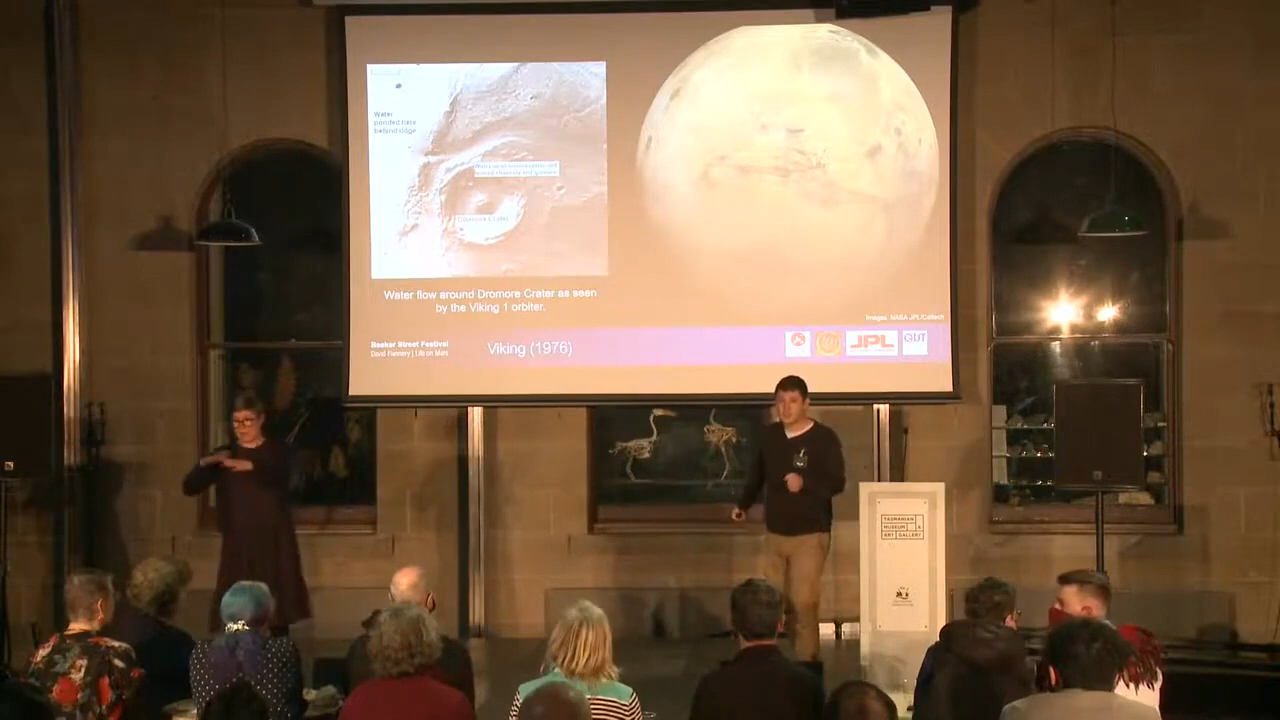 Water
ponded here
behind ridge
Dromore Crater
Water flow around Dromore Crater as seen
by the Viking 1 orbiter.
Images: NASA JPL/Caltech
Beaker Street Festival
David Flannery | Life on Mars
Viking (1976)
JPL
QUT
TASMANIAN
MUSEUM &
ART GALLERY